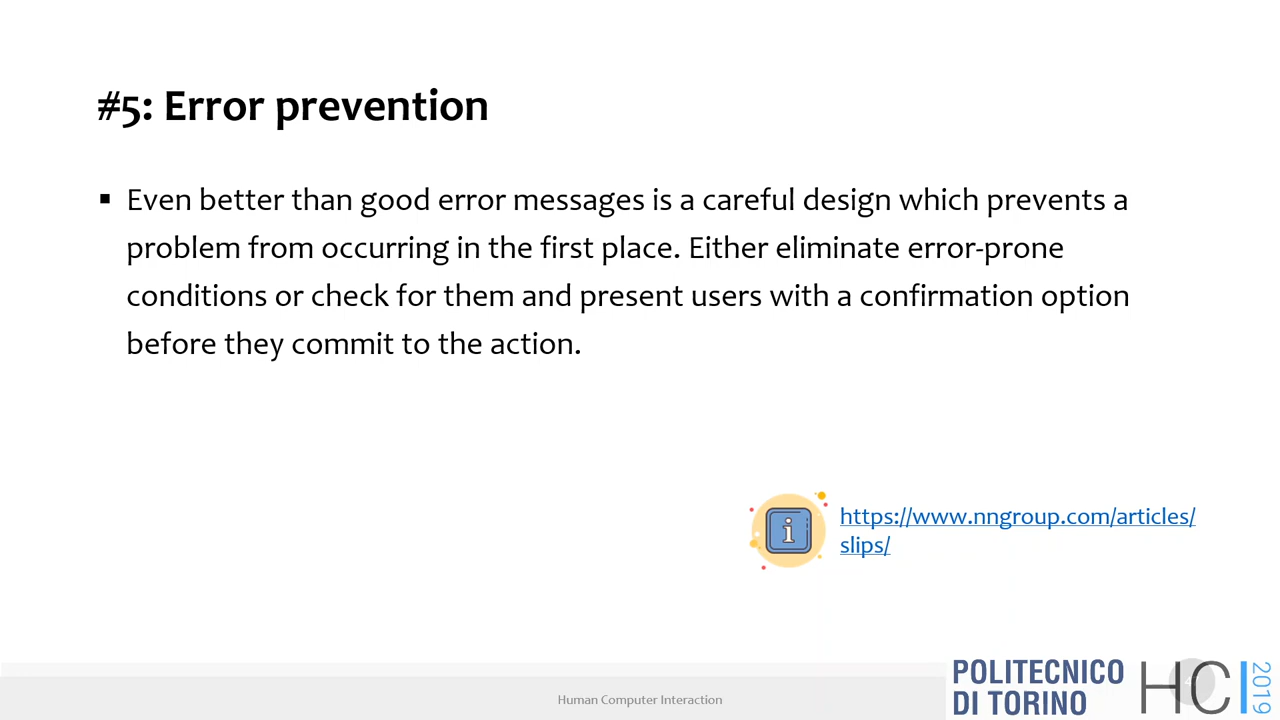 #5: Error prevention
▪ Even better than good error messages is a careful design which prevents a
problem from occurring in the first place. Either eliminate error-prone
conditions or check for them and present users with a confirmation option
before they commit to the action.
https://www.nngroup.com/articles/
slips/
Human Computer Interaction
POLITECNICO
DI TORINO
HCI
2019